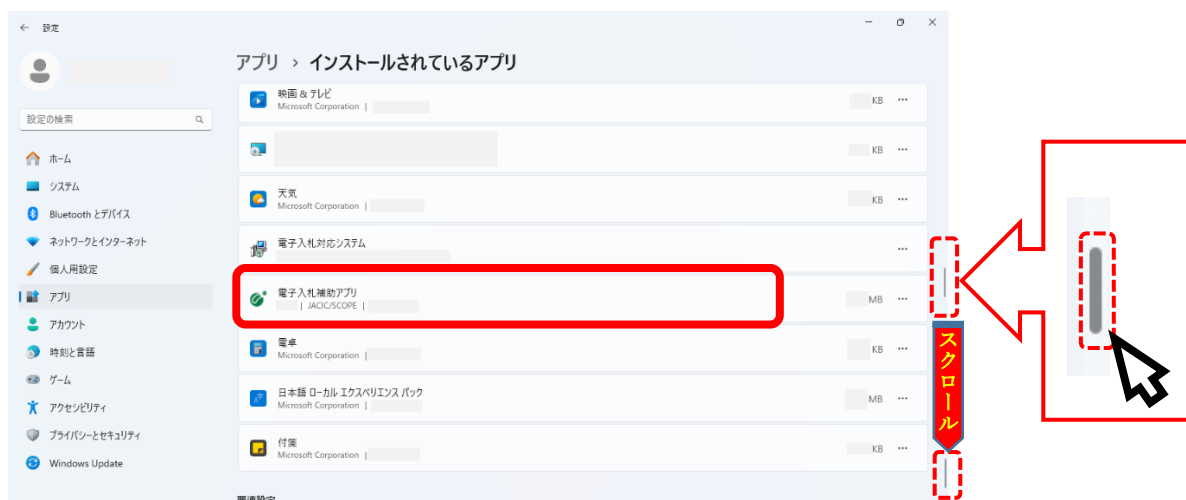 設定
アプリ › インストールされているアプリ
設定の検索
ホーム
システム
Bluetooth とデバイス
ネットワークとインターネット
個人用設定
アプリ
アカウント
時刻と言語
ゲーム
アクセシビリティ
プライバシーとセキュリティ
Windows Update
映画 & テレビ
Microsoft Corporation |
KB
KB
天気
Microsoft Corporation |
KB
電子入札対応システム
電子入札補助アプリ
| JACIC/SCOPE |
MB
電卓
Microsoft Corporation |
KB
日本語 ローカル エクスペリエンス パック
Microsoft Corporation |
MB
付箋
Microsoft Corporation |
KB
関連設定
スクロール